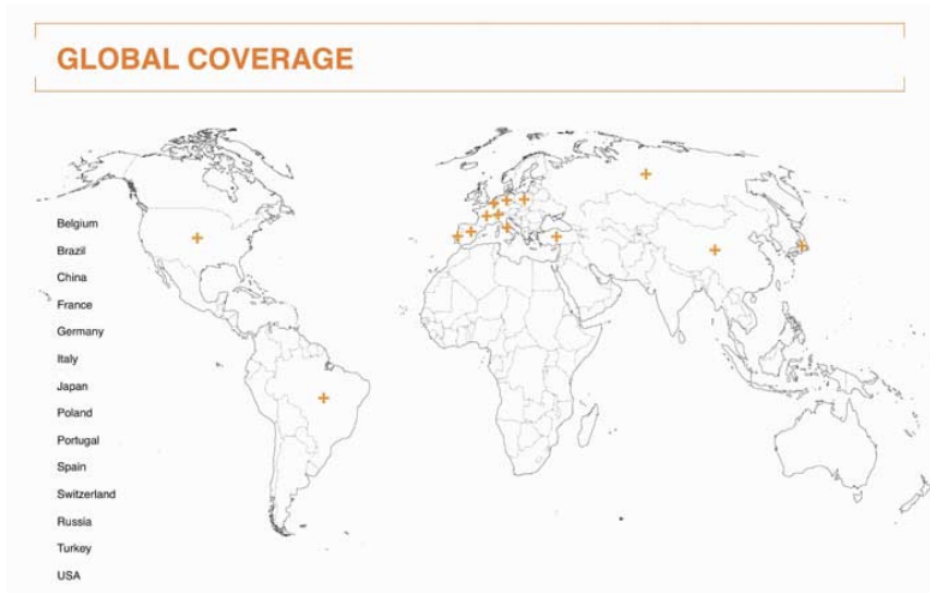 GLOBAL COVERAGE
Belgium
Brazil
China
France
Germany
Italy
Japan
Poland
Portugal
Spain
Switzerland
Russia
Turkey
USA